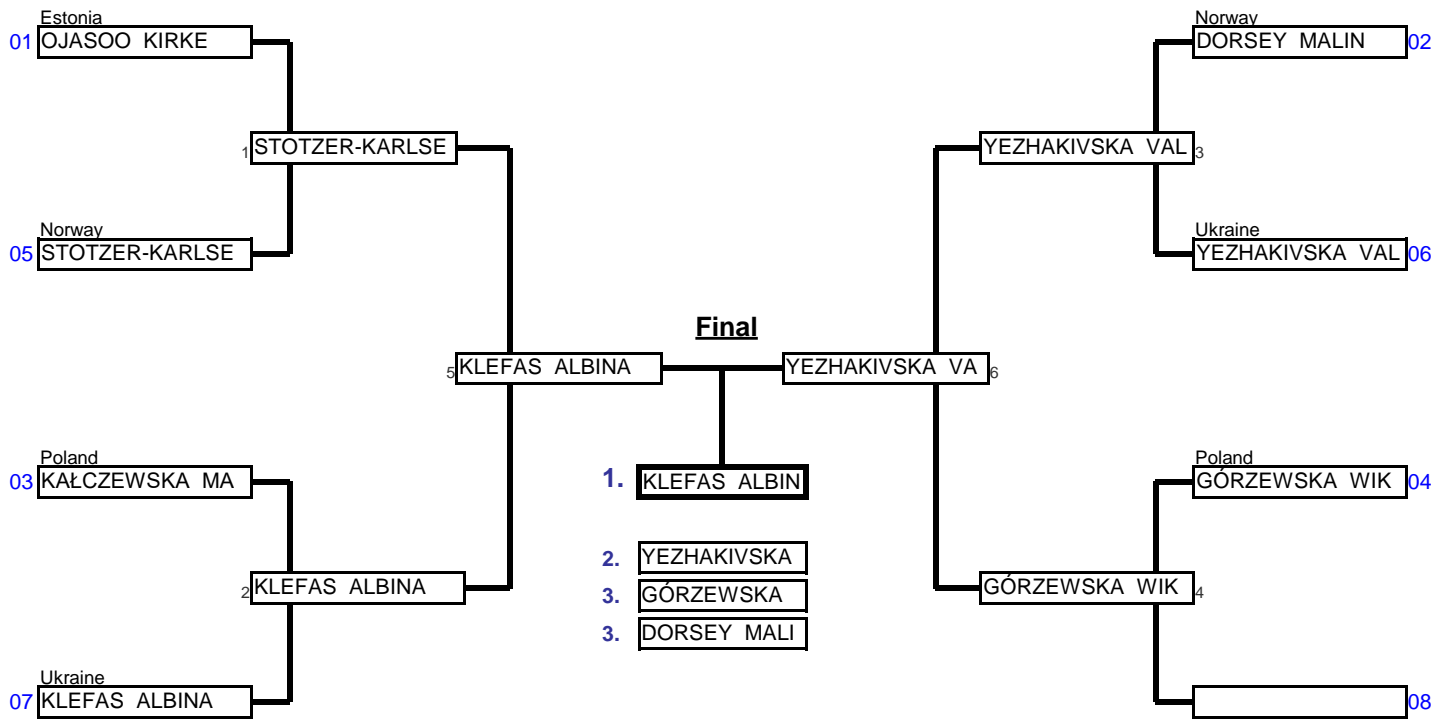 Estonia
01 OJASOO KIRKE
Norway
DORSEY MALIN 02
1 STOTZER-KARLSE
YEZHAKIVSKA VAL 3
Norway
05 STOTZER-KARLSE
Ukraine
YEZHAKIVSKA VAL 06
Final
5 KLEFAS ALBINA
YEZHAKIVSKA VA 6
Poland
03 KAŁCZEWSKA MA
1. KLEFAS ALBIN
Poland
GÓRZEWSKA WIK 04
2. YEZHAKIVSKA
2 KLEFAS ALBINA
3. GÓRZEWSKA
GÓRZEWSKA WIK 4
3. DORSEY MALI
Ukraine
07 KLEFAS ALBINA
08